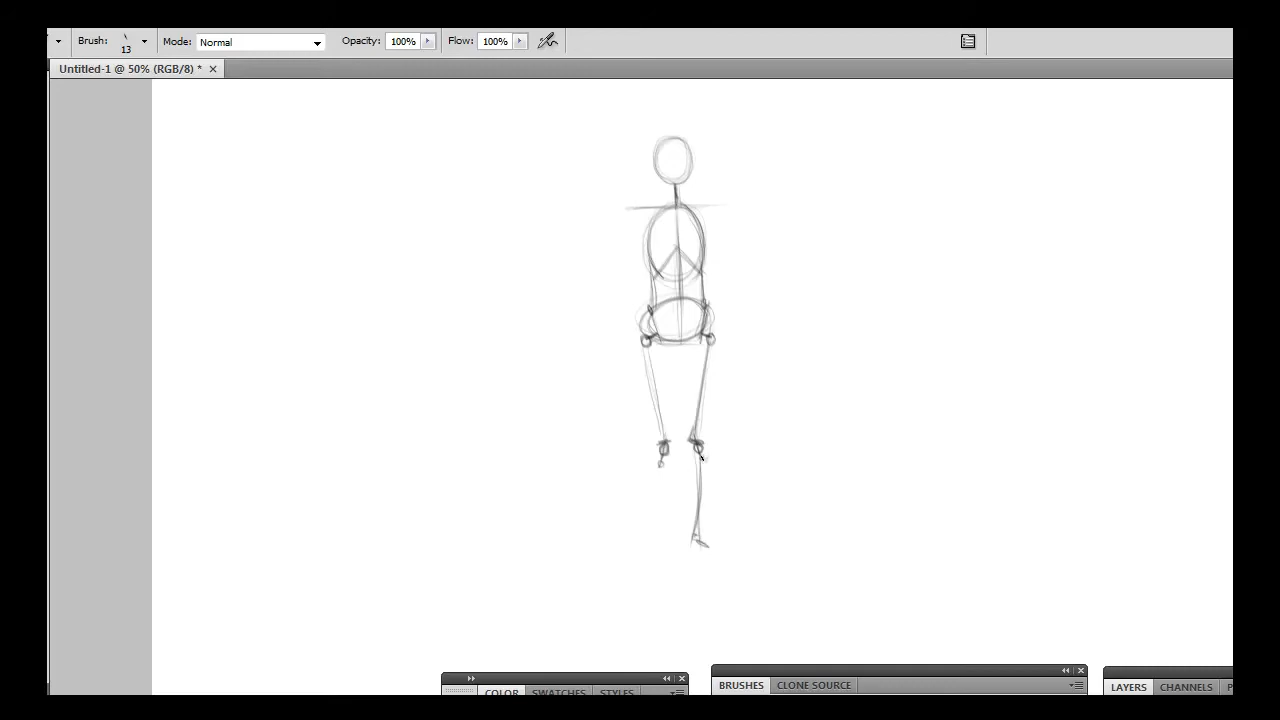 Brush: 13 Mode: Normal Opacity: 100% Flow: 100%
Untitled-1 @ 50% (RGB/8) *
COLOR SWATCHES STYLES
BRUSHES CLONE SOURCE
LAYERS CHANNELS